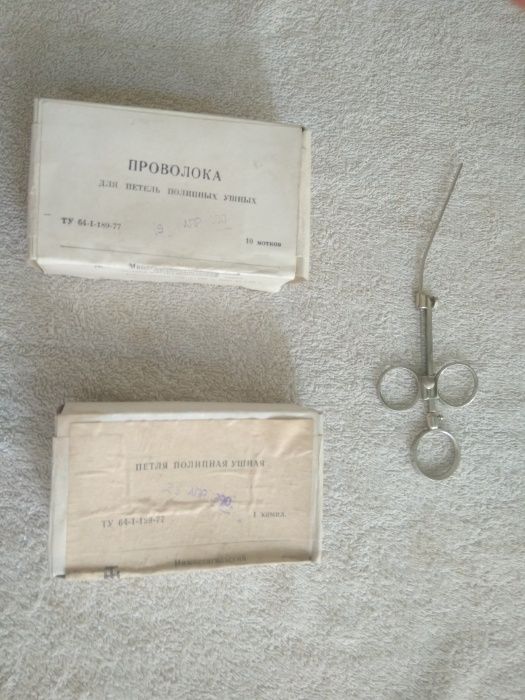 ПРОВОЛОКА
ДЛЯ ПЕТЕЛЬ ПОЛИПНЫХ УШНЫХ
ТУ 64-1-189-77
10 мотков
ПЕТЛЯ ПОЛИПНАЯ УШНАЯ
ТУ 64-1-189-77
1 компл.